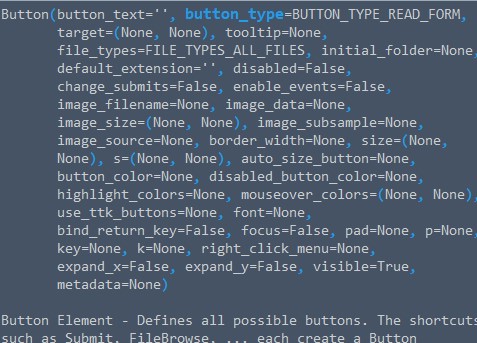 Button(button_text='', button_type=BUTTON_TYPE_READ_FORM,
target=(None, None), tooltip=None,
file_types=FILE_TYPES_ALL_FILES, initial_folder=None,
default_extension='', disabled=False,
change_submits=False, enable_events=False,
image_filename=None, image_data=None,
image_size=(None, None), image_subsample=None,
image_source=None, border_width=None, size=(None,
None), s=(None, None), auto_size_button=None,
button_color=None, disabled_button_color=None,
highlight_colors=None, mouseover_colors=(None, None),
use_ttk_buttons=None, font=None,
bind_return_key=False, focus=False, pad=None, p=None,
key=None, k=None, right_click_menu=None,
expand_x=False, expand_y=False, visible=True,
metadata=None)
Button Element - Defines all possible buttons. The shortcuts
such as Submit, FileBrowse, ... each create a Button